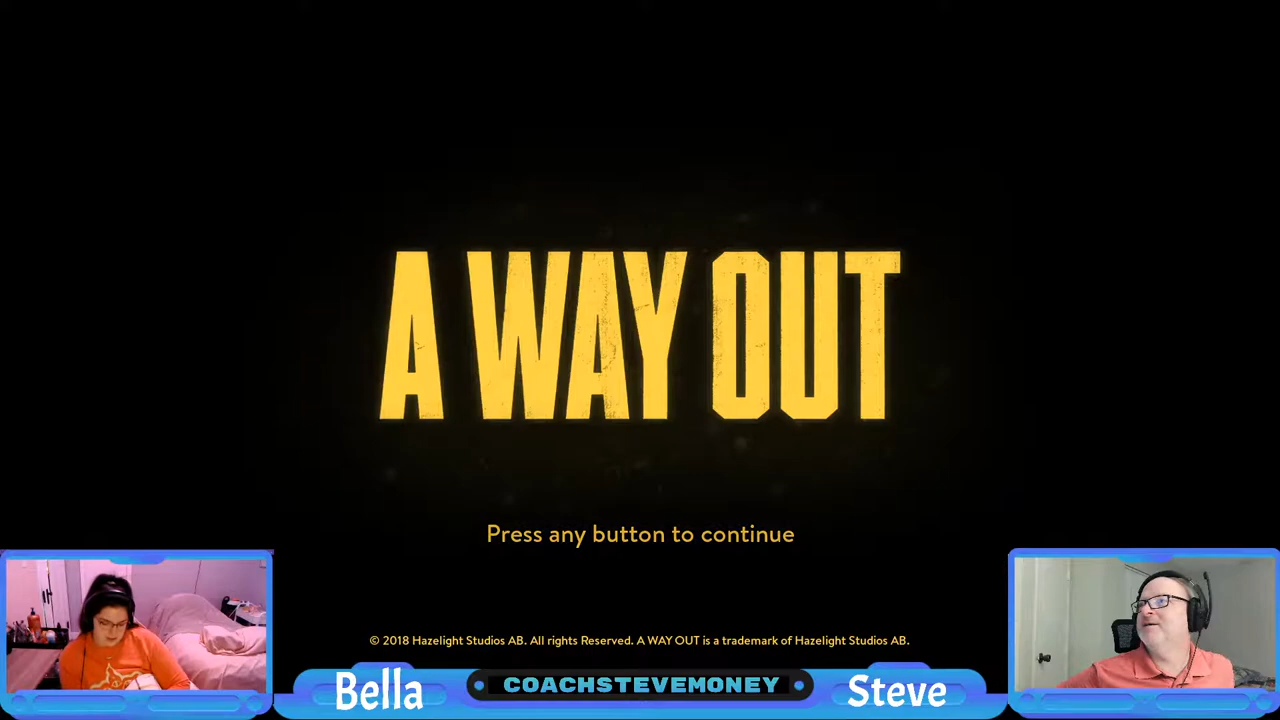 A WAY OUT
Press any button to continue
© 2018 Hazelight Studios AB. All rights Reserved. A WAY OUT is a trademark of Hazelight Studios AB.
Bella
COACHSTEVEMONEY
Steve